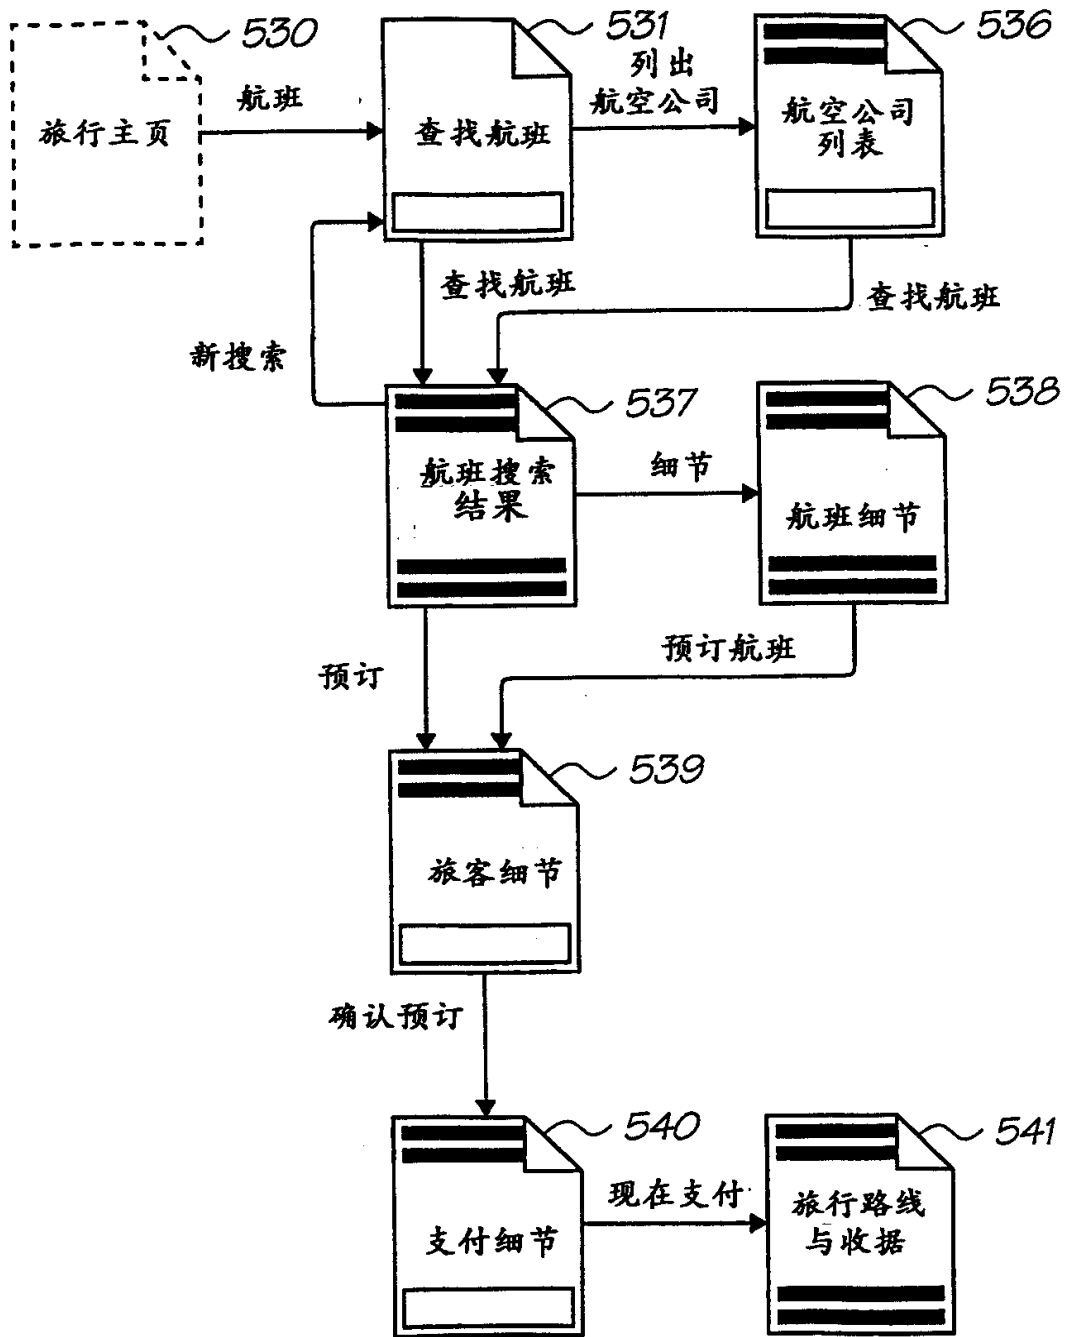 530
531
536
旅行主页
航班
查找航班
列出
航空公司
航空公司
列表
查找航班
查找航班
新搜索
537
538
航班搜索
结果
细节
航班细节
预订
预订航班
539
旅客细节
确认预订
540
541
支付细节
现在支付
旅行路线
与收据